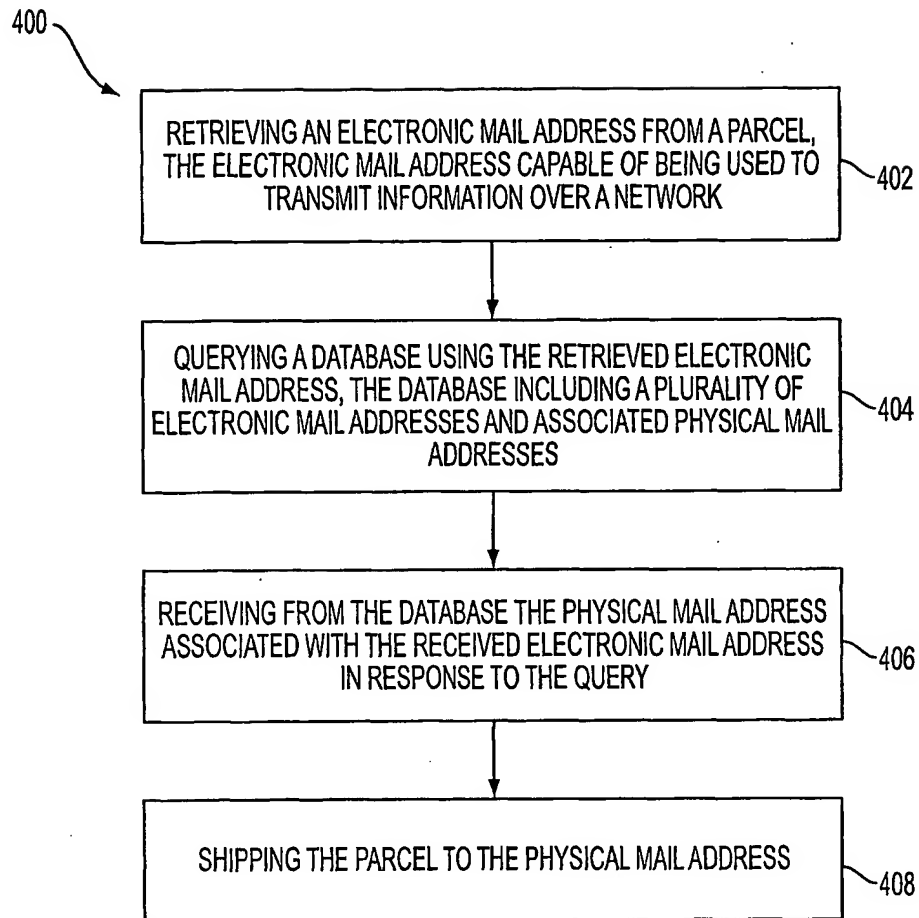 400
RETRIEVING AN ELECTRONIC MAIL ADDRESS FROM A PARCEL,
THE ELECTRONIC MAIL ADDRESS CAPABLE OF BEING USED TO
TRANSMIT INFORMATION OVER A NETWORK
402
QUERYING A DATABASE USING THE RETRIEVED ELECTRONIC
MAIL ADDRESS, THE DATABASE INCLUDING A PLURALITY OF
ELECTRONIC MAIL ADDRESSES AND ASSOCIATED PHYSICAL MAIL
ADDRESSES
404
RECEIVING FROM THE DATABASE THE PHYSICAL MAIL ADDRESS
ASSOCIATED WITH THE RECEIVED ELECTRONIC MAIL ADDRESS
IN RESPONSE TO THE QUERY
406
SHIPPING THE PARCEL TO THE PHYSICAL MAIL ADDRESS
408